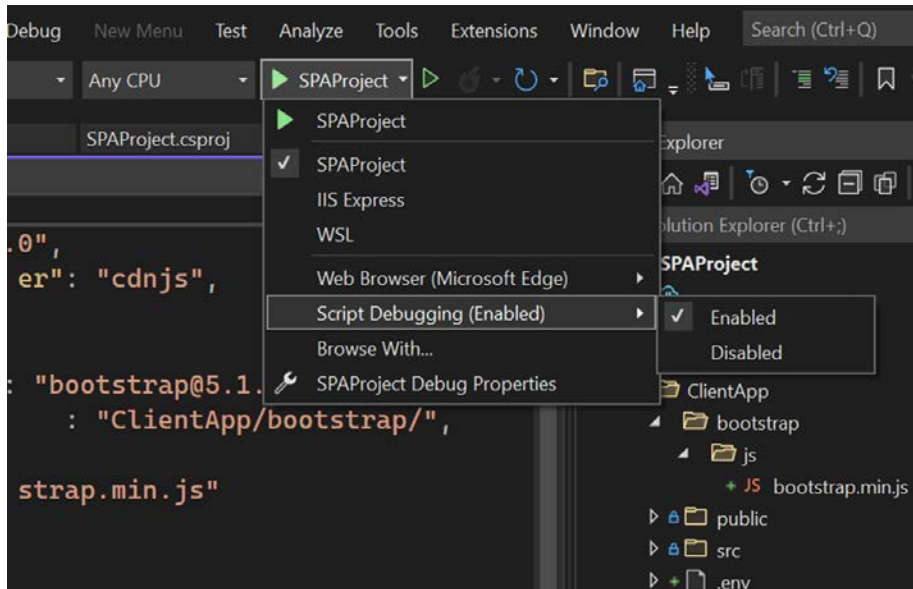 Debug New Menu Test Analyze Tools Extensions Window Help Search (Ctrl+Q)
Any CPU SPAProject
SPAProject
SPAProject.csproj
Explorer
SPAProject
IIS Express
WSL
olution Explorer (Ctrl+;)
.0",
SPAProject
er": "cdnjs",
Web Browser (Microsoft Edge)
Script Debugging (Enabled)
Enabled
Browse With...
Disabled
: "bootstrap@5.1.
SPAProject Debug Properties
ClientApp
: "ClientApp/bootstrap/",
bootstrap
js
strap.min.js"
JS bootstrap.min.js
public
src
.env